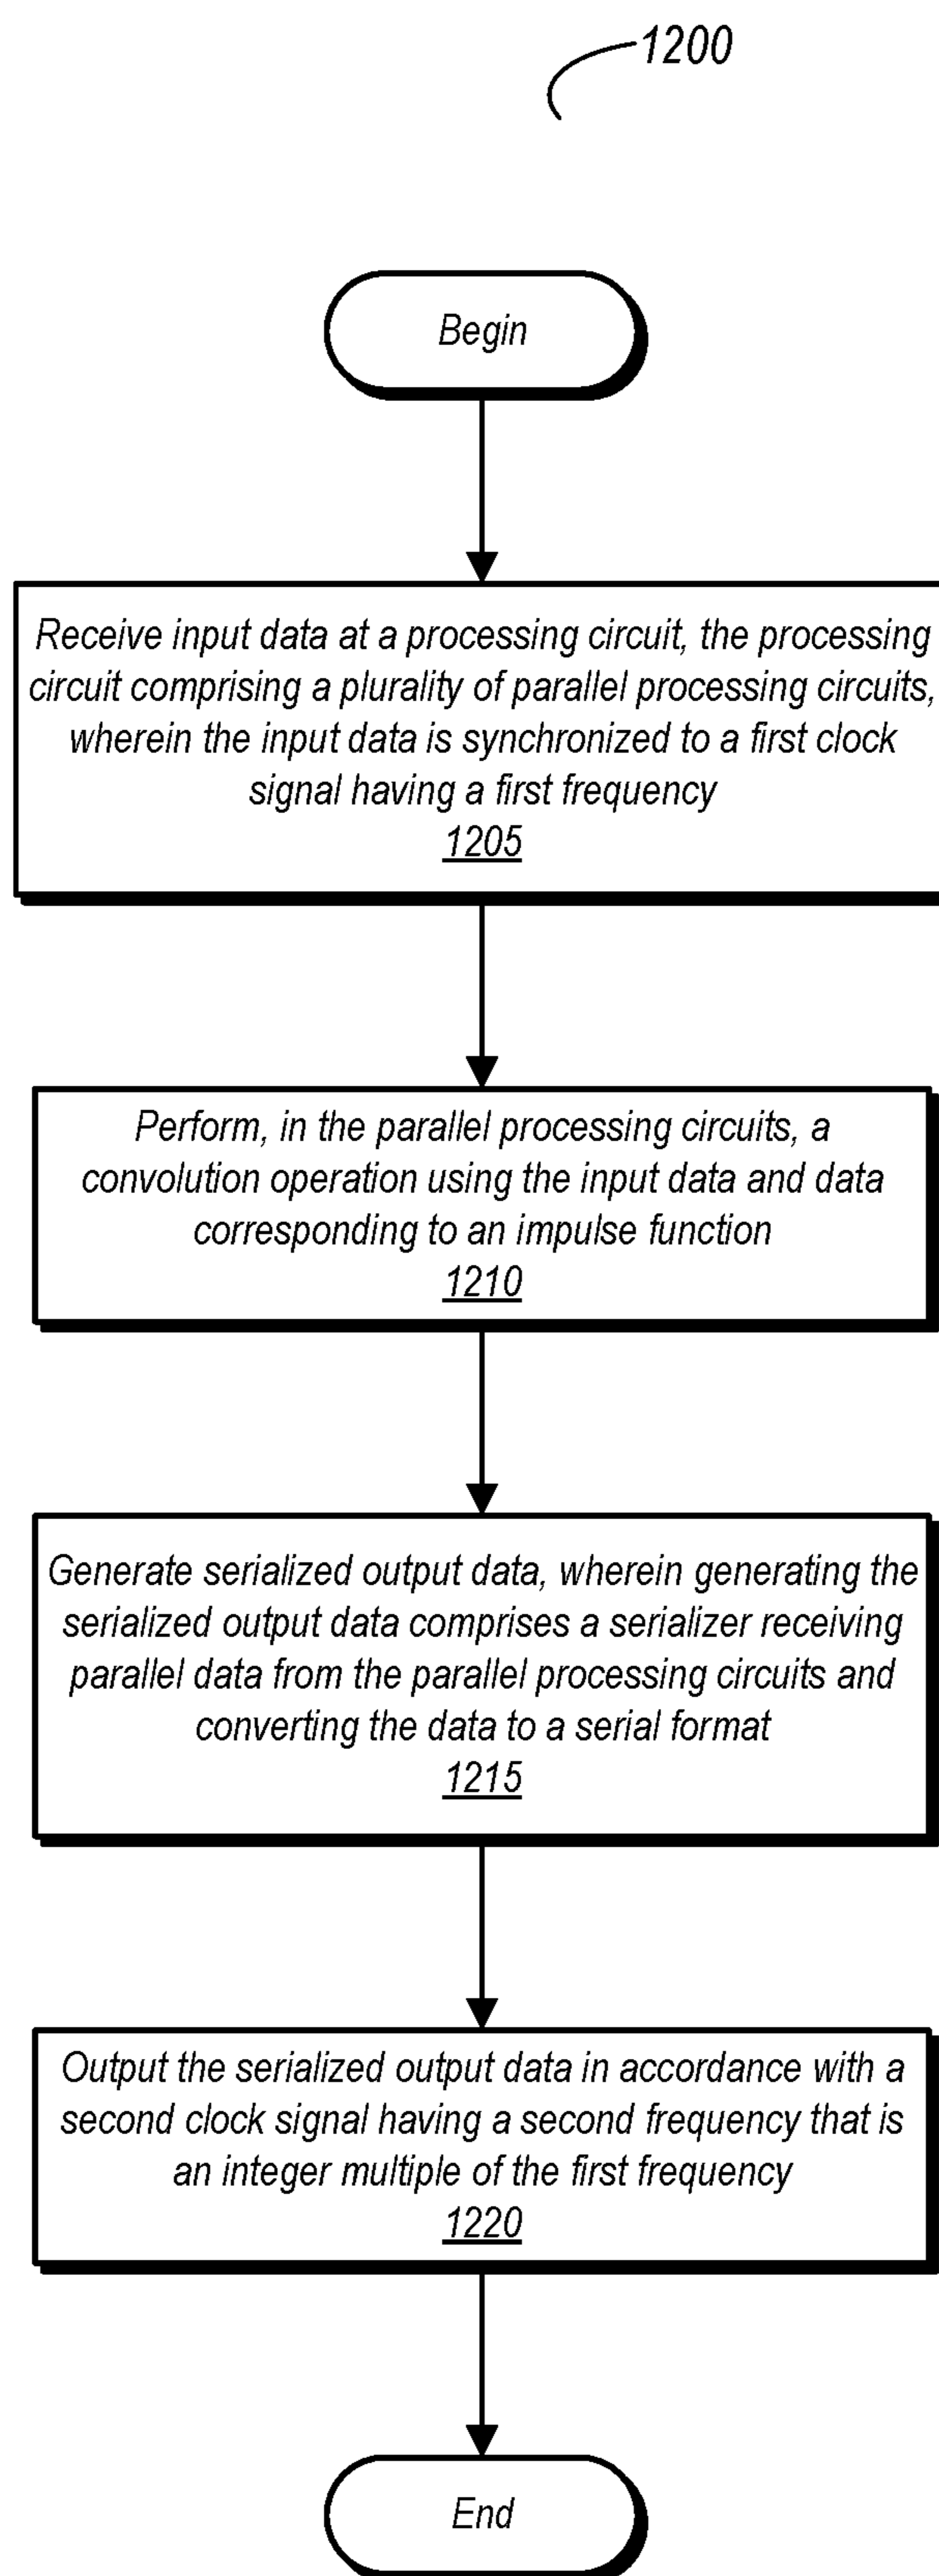 1200
Begin
Receive input data at a processing circuit, the processing
circuit comprising a plurality of parallel processing circuits,
wherein the input data is synchronized to a first clock
signal having a first frequency
1205
Perform, in the parallel processing circuits, a
convolution operation using the input data and data
corresponding to an impulse function
1210
Generate serialized output data, wherein generating the
serialized output data comprises a serializer receiving
parallel data from the parallel processing circuits and
converting the data to a serial format
1215
Output the serialized output data in accordance with a
second clock signal having a second frequency that is
an integer multiple of the first frequency
1220
End